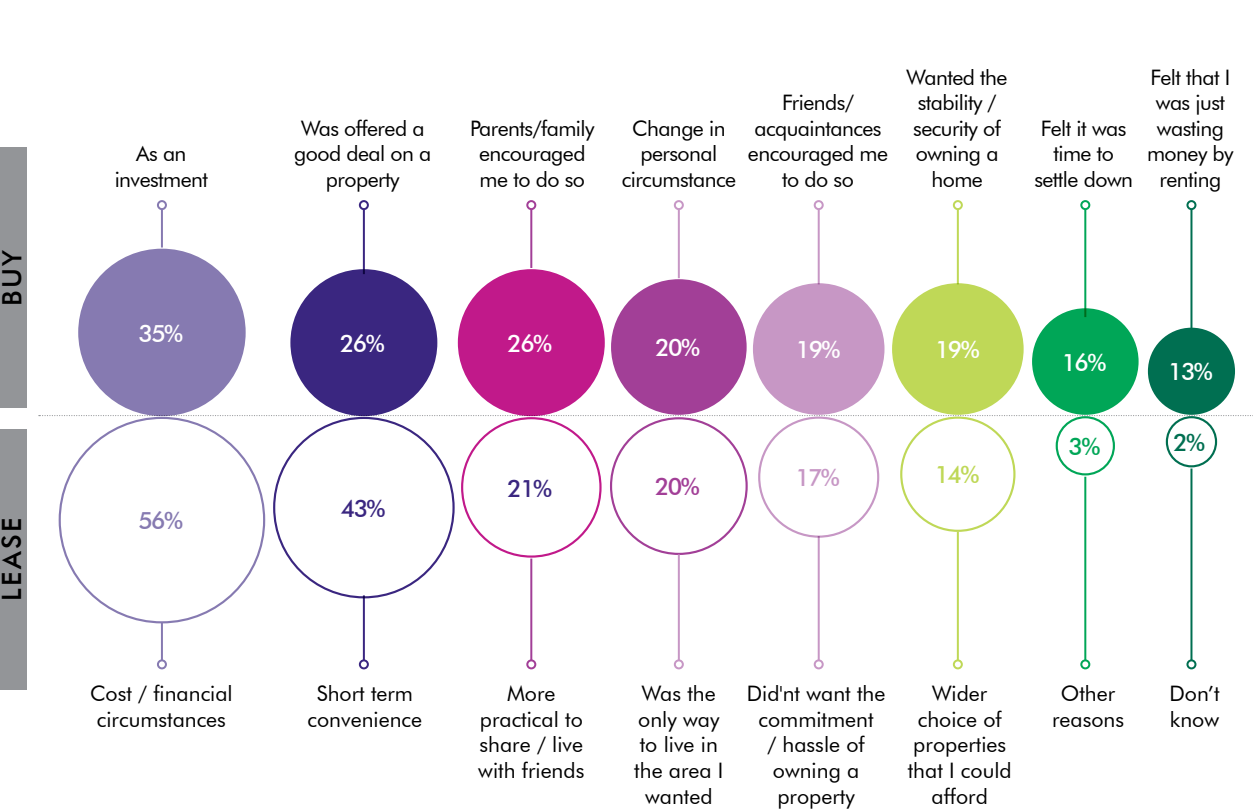 BUY
As an
investment
Was offered a
good deal on a
property
Parents/family
encouraged
me to do so
Change in
personal
circumstance
Friends/
acquaintances
encouraged me
to do so
Wanted the
stability /
security of
owning a
home
Felt it was
time to
settle down
Felt that I
was just
wasting
money by
renting
35%
26%
26%
20%
19%
19%
16%
13%
LEASE
56%
43%
21%
20%
17%
14%
3%
2%
Cost / financial
circumstances
Short term
convenience
More
practical to
share / live
with friends
Was the
only way
to live in
the area I
wanted
Did'nt want the
commitment
/ hassle of
owning a
property
Wider
choice of
properties
that I could
afford
Other
reasons
Don’t
know